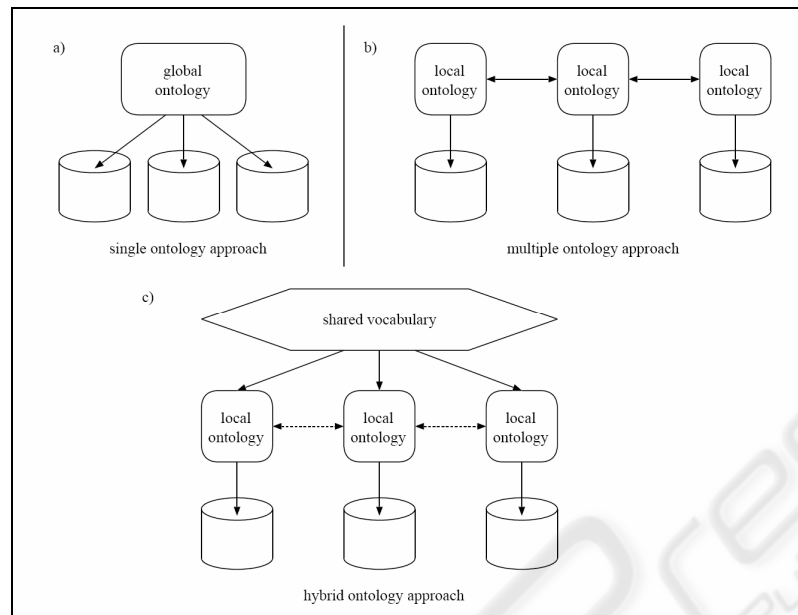 a)
global
ontology
single ontology approach
b)
local
ontology
local
ontology
local
ontology
multiple ontology approach
c)
shared vocabulary
local
ontology
local
ontology
local
ontology
hybrid ontology approach